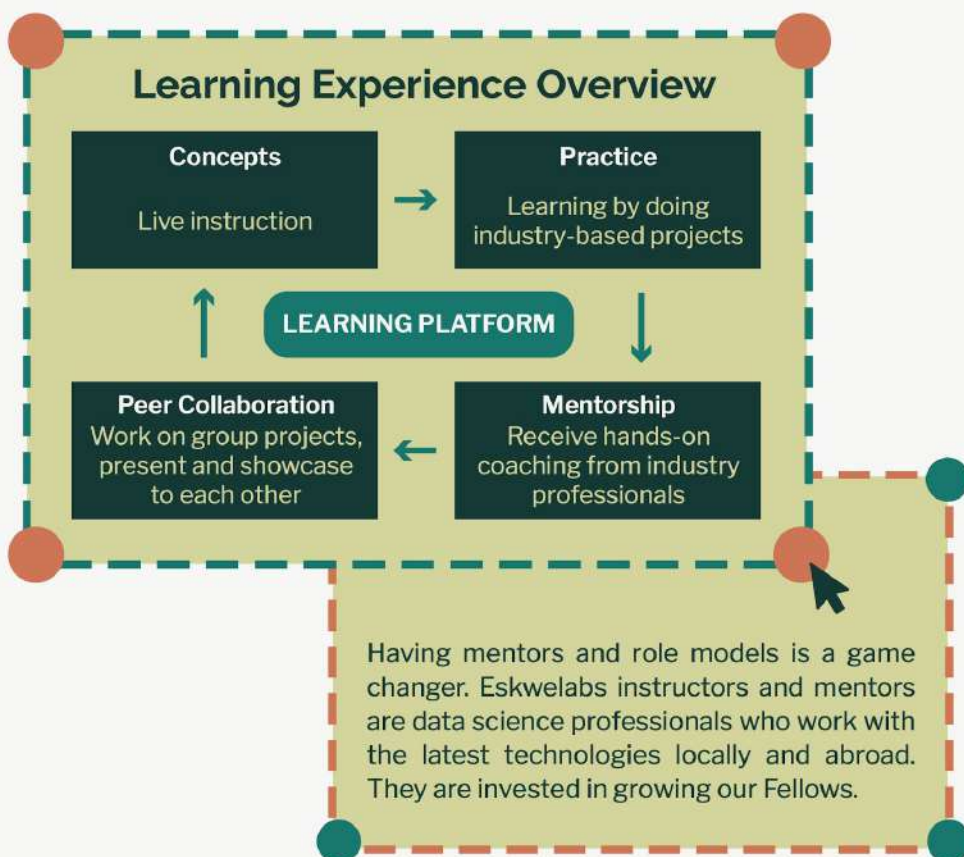 Learning Experience Overview
Concepts
Live instruction
Practice
Learning by doing
industry-based projects
LEARNING PLATFORM
Peer Collaboration
Work on group projects,
present and showcase
to each other
Mentorship
Receive hands-on
coaching from industry
professionals
Having mentors and role models is a game
changer. Eskwelabs instructors and mentors
are data science professionals who work with
the latest technologies locally and abroad.
They are invested in growing our Fellows.